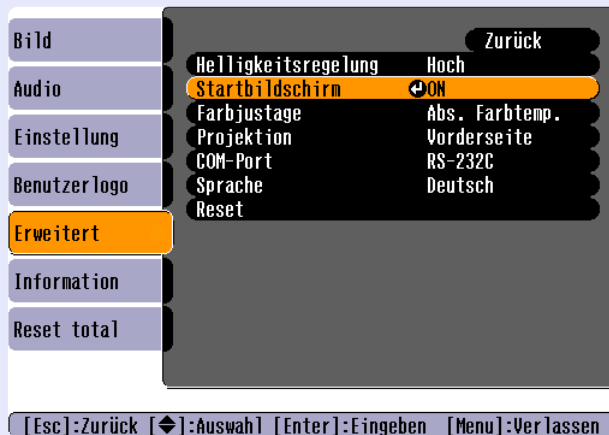 Bild
Audio
Einstellung
Benutzerlogo
Erweitert
Information
Reset total
Zurück
Helligkeitsregelung Hoch
Startbildschirm ON
Farbjustage Abs. Farbtemp.
Projektion Vorderseite
COM-Port RS-232C
Sprache Deutsch
Reset
[Esc]:Zurück [◆]:Auswahl [Enter]:Eingeben [Menu]:Verlassen